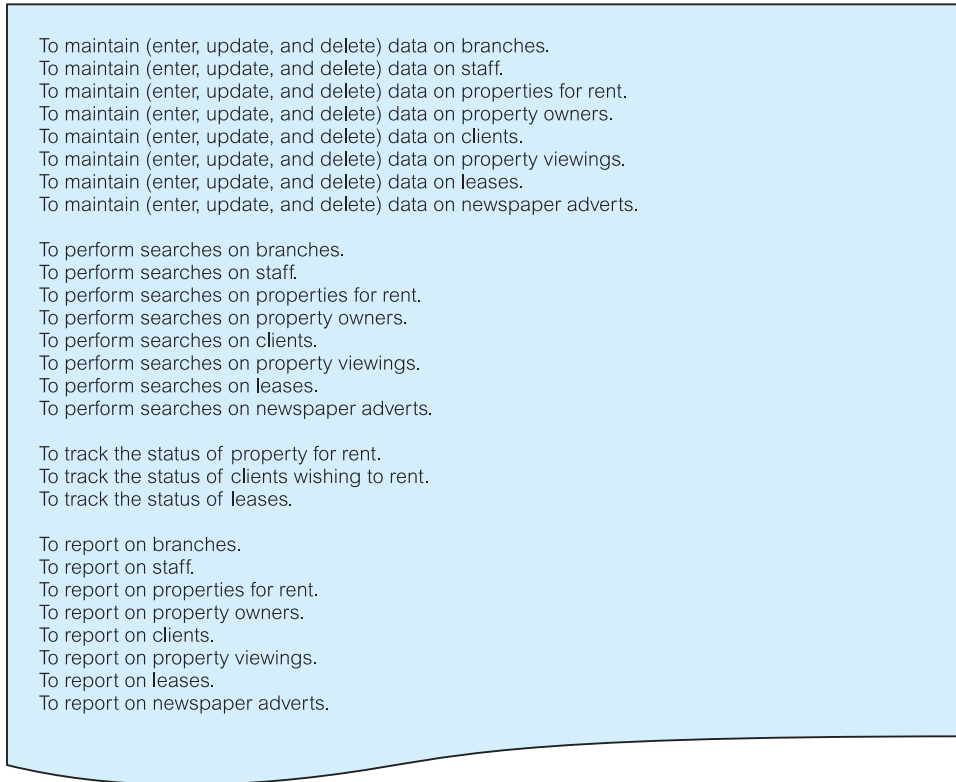 To maintain (enter, update, and delete) data on branches.
To maintain (enter, update, and delete) data on staff.
To maintain (enter, update, and delete) data on properties for rent.
To maintain (enter, update, and delete) data on property owners.
To maintain (enter, update, and delete) data on clients.
To maintain (enter, update, and delete) data on property viewings.
To maintain (enter, update, and delete) data on leases.
To maintain (enter, update, and delete) data on newspaper adverts.
To perform searches on branches.
To perform searches on staff.
To perform searches on properties for rent.
To perform searches on property owners.
To perform searches on clients.
To perform searches on property viewings.
To perform searches on leases.
To perform searches on newspaper adverts.
To track the status of property for rent.
To track the status of clients wishing to rent.
To track the status of leases.
To report on branches.
To report on staff.
To report on properties for rent.
To report on property owners.
To report on clients.
To report on property viewings.
To report on leases.
To report on newspaper adverts.